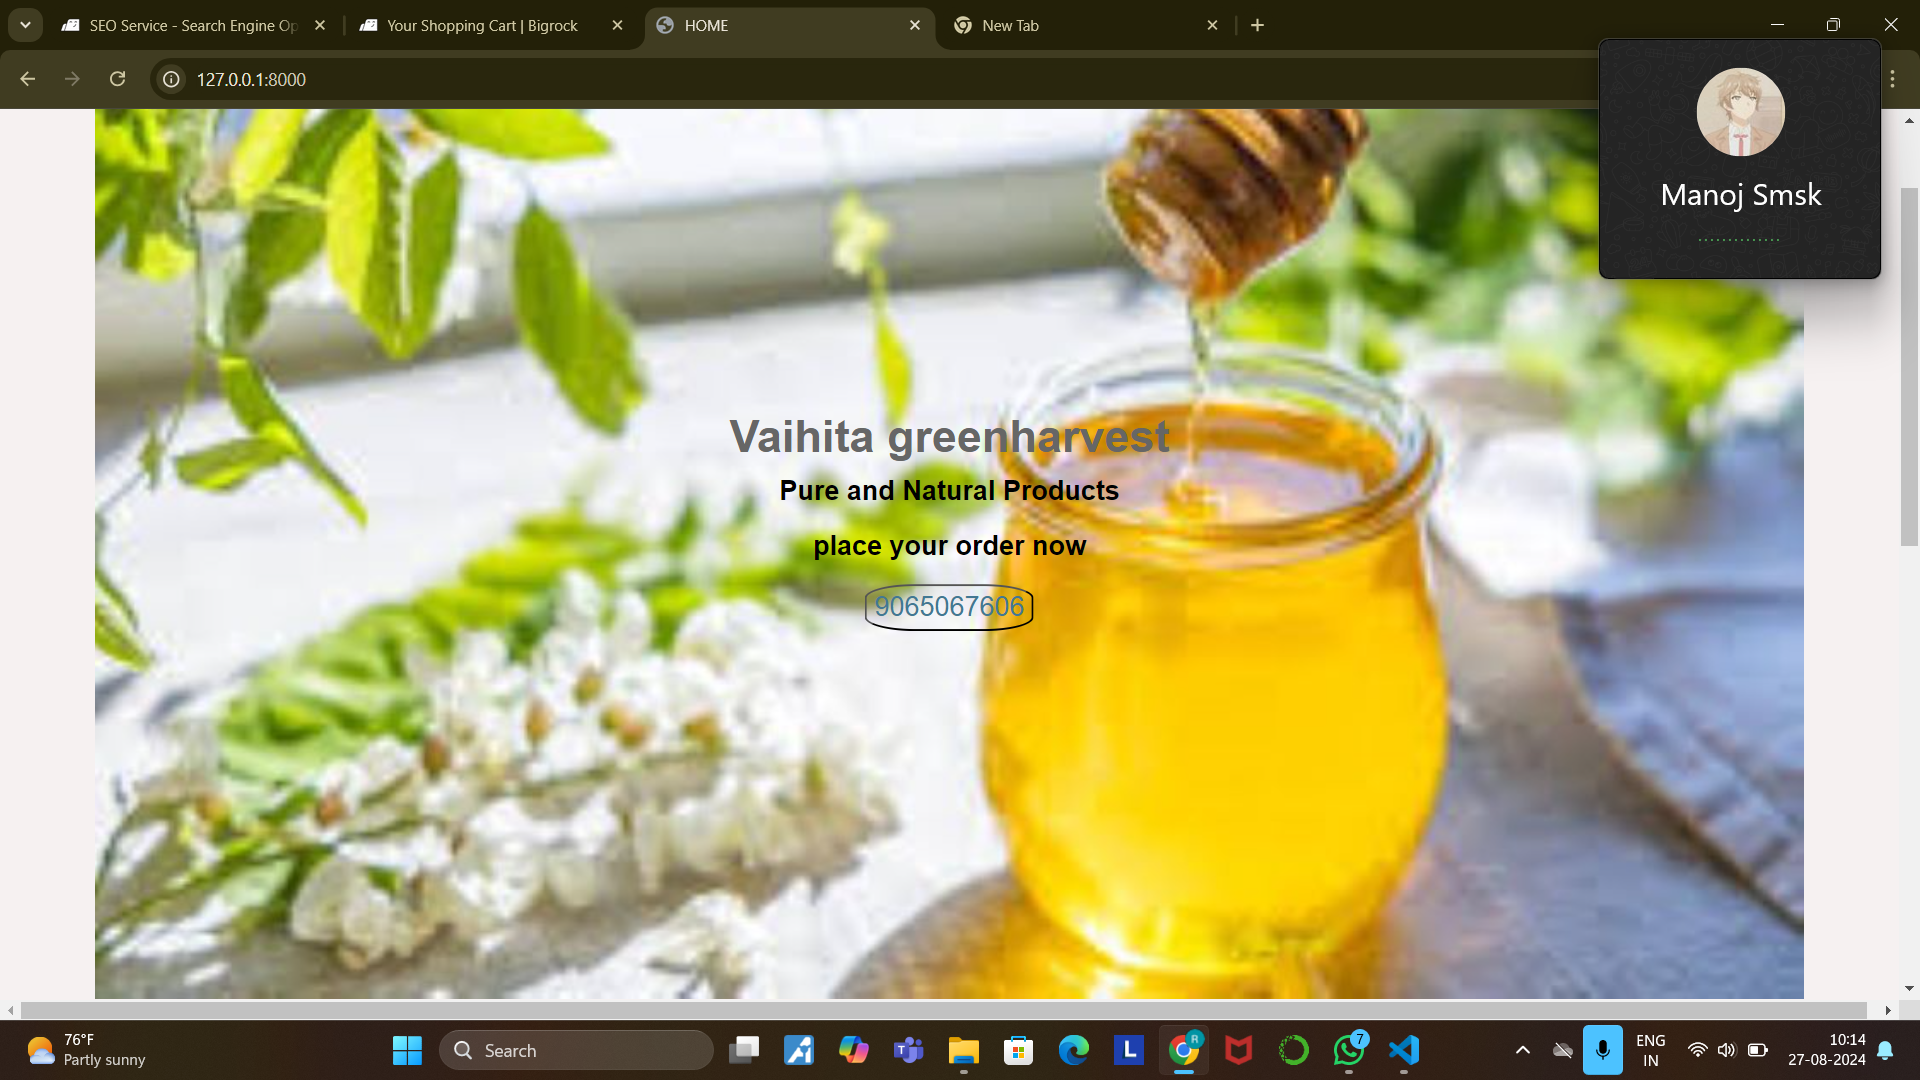 SEO Service - Search Engine Op
Your Shopping Cart | Bigrock
HOME
New Tab
127.0.0.1:8000
Manoj Smsk
Vaihita greenharvest
Pure and Natural Products
place your order now
9065067606
76°F
Partly sunny
Search
7
ENG
IN
10:14
27-08-2024